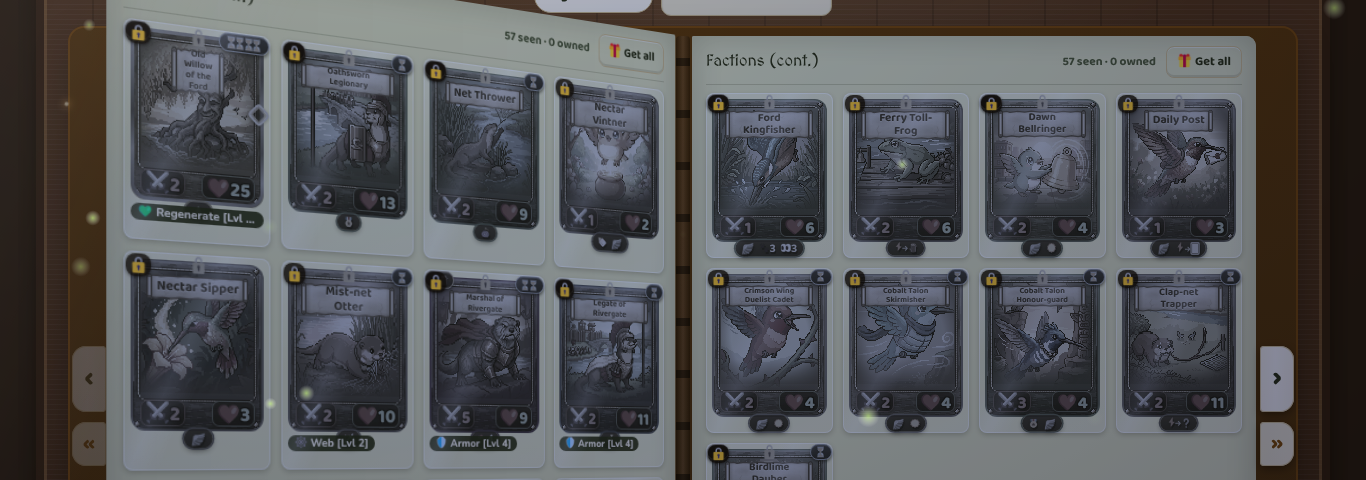 57 seen · 0 owned
Get all
Old
Willow
of the
Ford
2
25
Regenerate [Lvl ...
Oathsworn
Legionary
2
13
Net Thrower
2
9
Nectar
Vintner
1
2
Nectar Sipper
2
3
Mist-net
Otter
2
10
Web [Lvl 2]
Marshal of
Rivergate
5
9
Armor [Lvl 4]
Legate of
Rivergate
2
11
Armor [Lvl 4]
Factions (cont.)
57 seen · 0 owned
Get all
Ford
Kingfisher
1
6
3
3
Ferry Toll-
Frog
2
6
Dawn
Bellringer
2
4
Daily Post
1
3
Crimson Wing
Duelist Cadet
2
4
Cobalt Talon
Skirmisher
2
4
Cobalt Talon
Honour-guard
3
4
Clap-net
Trapper
2
11
?
Birdlime
Dauber